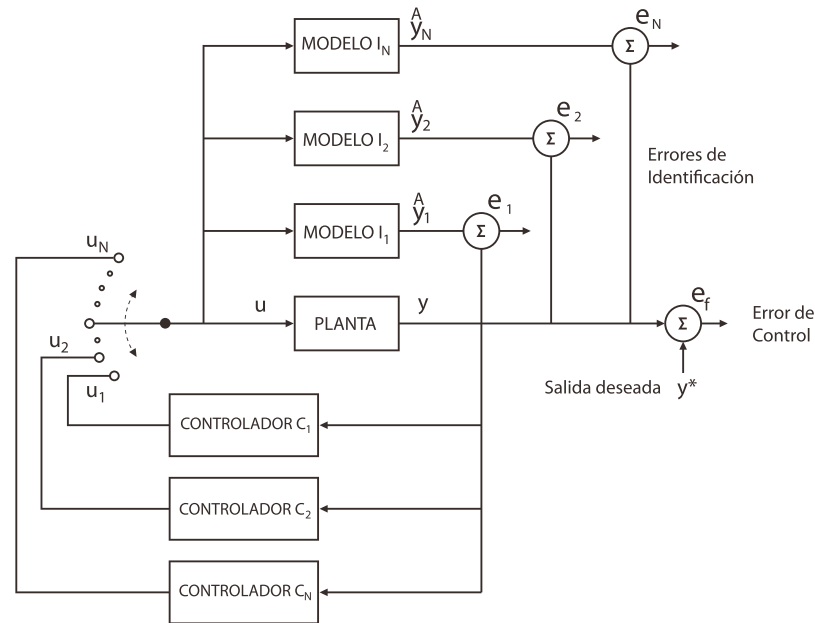 MODELO I_N
A
y_N
e_N
Σ
MODELO I_2
A
y_2
e_2
Σ
Errores de
Identificación
MODELO I_1
A
y_1
e_1
Σ
u_N
u
PLANTA
y
e_f
Σ
Error de
Control
u_2
u_1
Salida deseada y*
CONTROLADOR C_1
CONTROLADOR C_2
CONTROLADOR C_N